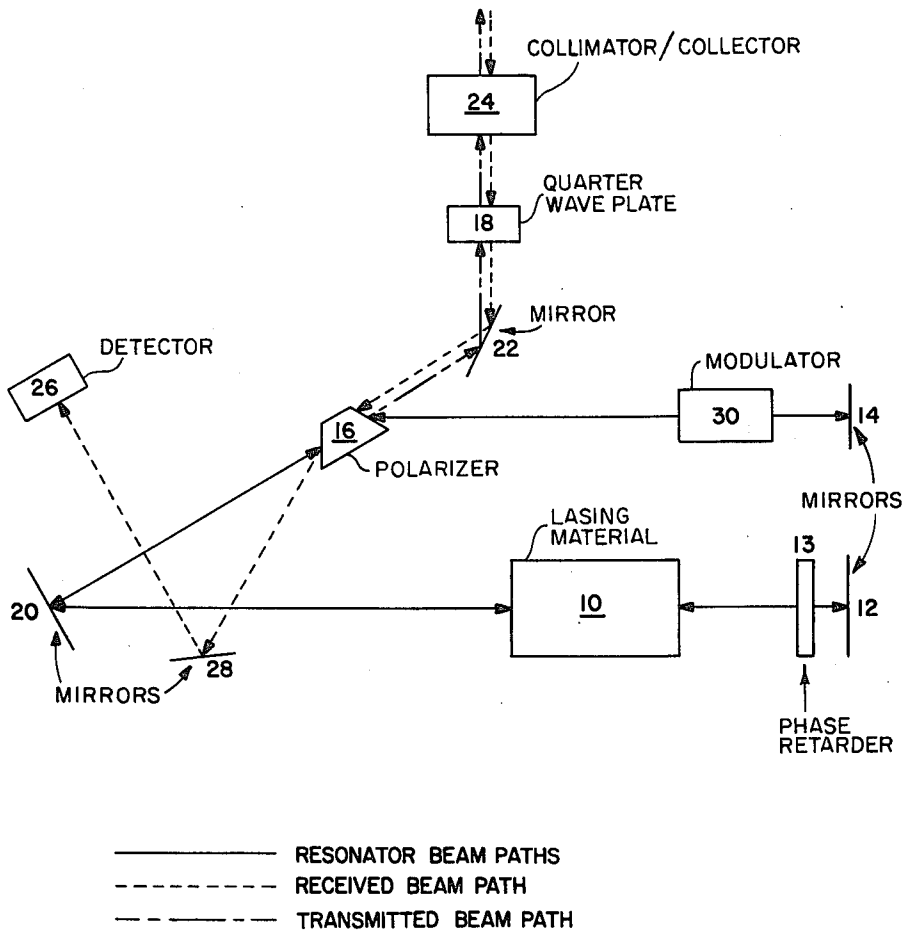 COLLIMATOR/COLLECTOR
24
QUARTER
WAVE PLATE
18
MIRROR
22
DETECTOR
26
MODULATOR
30
14
16
POLARIZER
MIRRORS
LASING
MATERIAL
13
10
12
20
28
MIRRORS
PHASE
RETARDER
RESONATOR BEAM PATHS
RECEIVED BEAM PATH
TRANSMITTED BEAM PATH